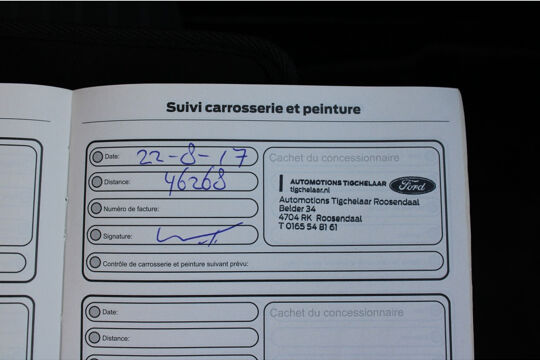 Suivi carrosserie et peinture
Date: 22-8-17
Distance: 46268
Numéro de facture:
Signature:
Contrôle de carrosserie et peinture suivant prévu:
Cachet du concessionnaire
AUTOMOTIONS TIGCHELAAR
tigchelaar.nl
Ford
Automotions Tigchelaar Roosendaal
Belder 34
4704 RK Roosendaal
T 0165 54 81 61
Date:
Distance:
Cachet du concessionnaire